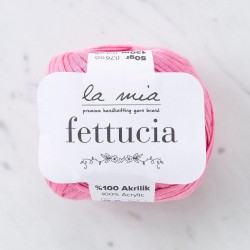 50gr
la mia
premium handknitting yarn brand
fettucia
%100 Akrilik
100% Acrylic